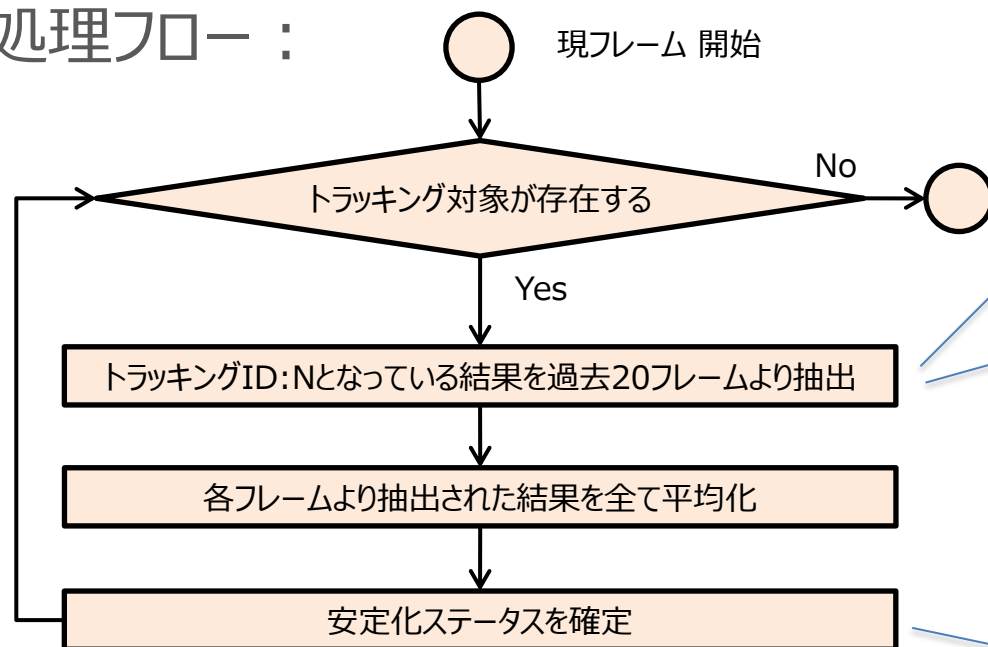 処理フロー：
現フレーム 開始
トラッキング対象が存在する
No
Yes
トラッキングID:Nとなっている結果を過去20フレームより抽出
各フレームより抽出された結果を全て平均化
安定化ステータスを確定